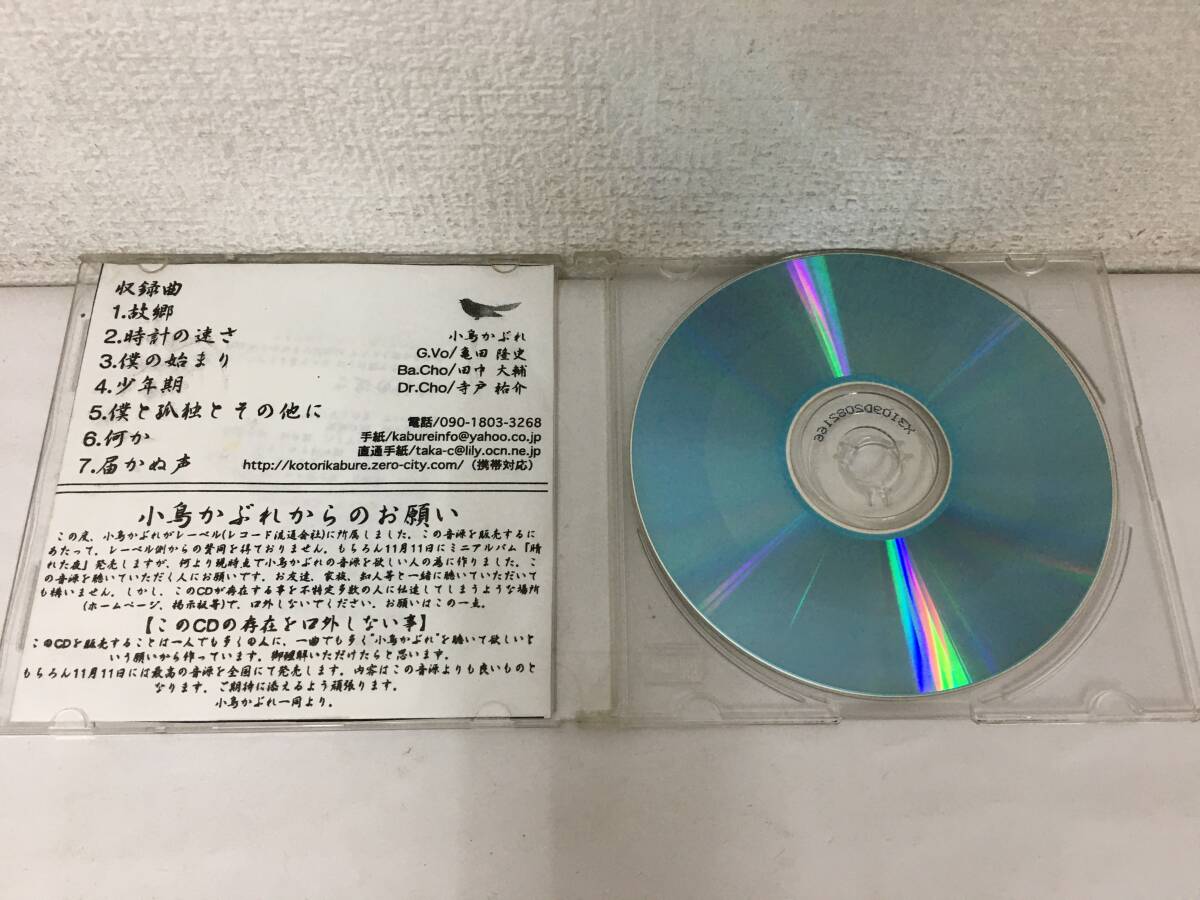 収録曲
1.故郷
2.時計の速さ
3.僕の始まり
4.少年期
5.僕と孤独とその他に
6.何か
7.届かぬ声
小鳥かぶれ
G.Vo/亀田 隆史
Ba.Cho/田中 大輔
Dr.Cho/寺戸 祐介
電話/090-1803-3268
手紙/kabureinfo@yahoo.co.jp
直通手紙/taka-c@lily.ocn.ne.jp
http://kotorikabure.zero-city.com/（携帯対応）
小鳥かぶれからのお願い
この度、小鳥かぶれがレーベル(レコード流通会社)に所属しました。この音源を販売するに
あたって、レーベル側からの賛同を得ておりません。もちろん11月11日にミニアルバム『晴
れた夜』発売しますが、何より現時点で小鳥かぶれの音源を欲しい人の為に作りました。こ
の音源を聴いていただく人にお願いです。お友達、家族、知人等と一緒に聴いていただいて
も構いません。しかし、このCDが存在する事を不特定多数の人に伝達してしまうような場所
(ホームページ、掲示板等)で、口外しないでください。お願いはこの一点。
【このCDの存在を口外しない事】
このCDを販売することは一人でも多くの人に、一曲でも多く"小鳥かぶれ"を聴いて欲しいと
いう願いから作っています。御理解いただけたらと思います。
もちろん11月11日には最高の音源を全国にて発売します。内容はこの音源よりも良いものと
なります。ご期待に添えるよう頑張ります。
小鳥かぶれ一同より。